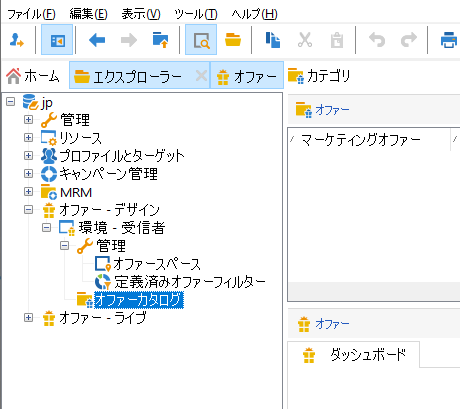 ファイル(F) 編集(E) 表示(V) ツール(T) ヘルプ(H)
ホーム エクスプローラー オファー カテゴリ
jp
管理
リソース
プロファイルとターゲット
キャンペーン管理
MRM
オファー - デザイン
環境 - 受信者
管理
オファースペース
定義済みオファーフィルター
オファーカタログ
オファー - ライブ
オファー
マーケティングオファー
オファー
ダッシュボード